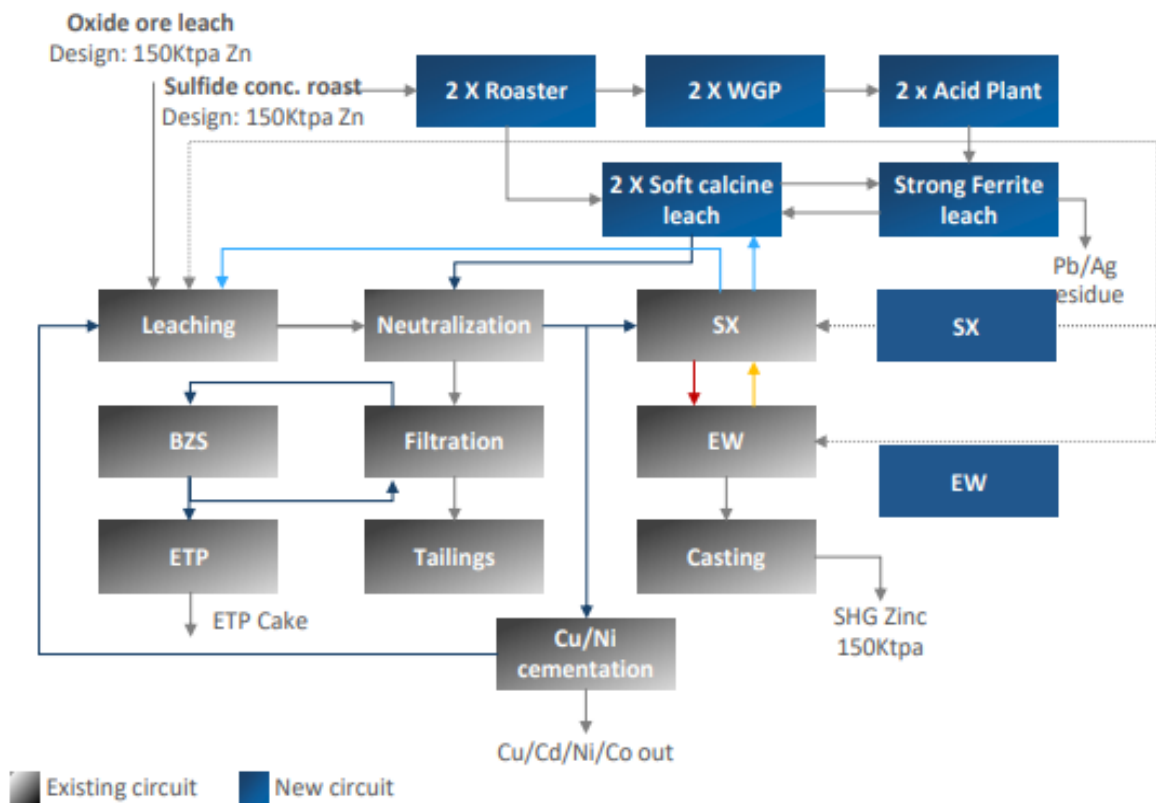 Oxide ore leach
Design: 150Ktpa Zn
Sulfide conc. roast
Design: 150Ktpa Zn
2 X Roaster
2 X WGP
2 x Acid Plant
2 X Soft calcine
leach
Strong Ferrite
leach
Pb/Ag
esidue
Leaching
Neutralization
SX
SX
BZS
Filtration
EW
EW
ETP
Tailings
Casting
ETP Cake
SHG Zinc
150Ktpa
Cu/Ni
cementation
Cu/Cd/Ni/Co out
Existing circuit
New circuit